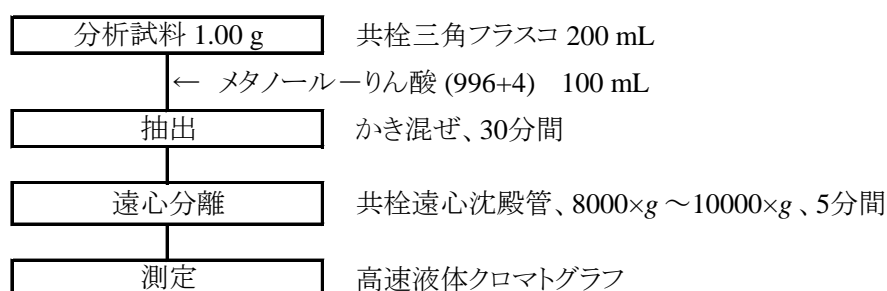 分析試料 1.00 g 共栓三角フラスコ 200 mL
← メタノール－りん酸 (996+4) 100 mL
抽出 かき混ぜ、30分間
遠心分離 共栓遠心沈殿管、8000×g ～10000×g 、5分間
測定 高速液体クロマトグラフ